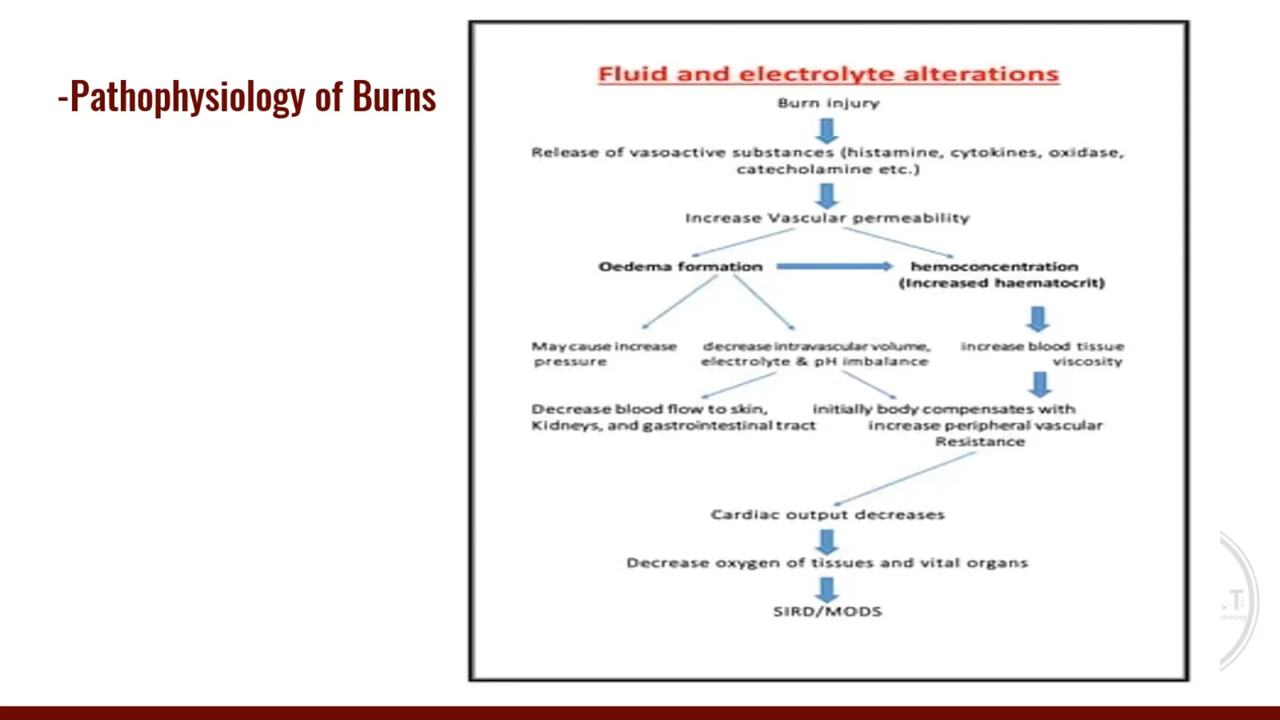 -Pathophysiology of Burns
Fluid and electrolyte alterations
Burn injury
Release of vasoactive substances (histamine, cytokines, oxidase,
catecholamine etc.)
Increase Vascular permeability
Oedema formation
hemoconcentration
(Increased haematocrit)
May cause increase
pressure
decrease intravascular volume,
electrolyte & pH imbalance
increase blood tissue
viscosity
Decrease blood flow to skin,
Kidneys, and gastrointestinal tract
initially body compensates with
increase peripheral vascular
Resistance
Cardiac output decreases
Decrease oxygen of tissues and vital organs
SIRD/MODS
.T